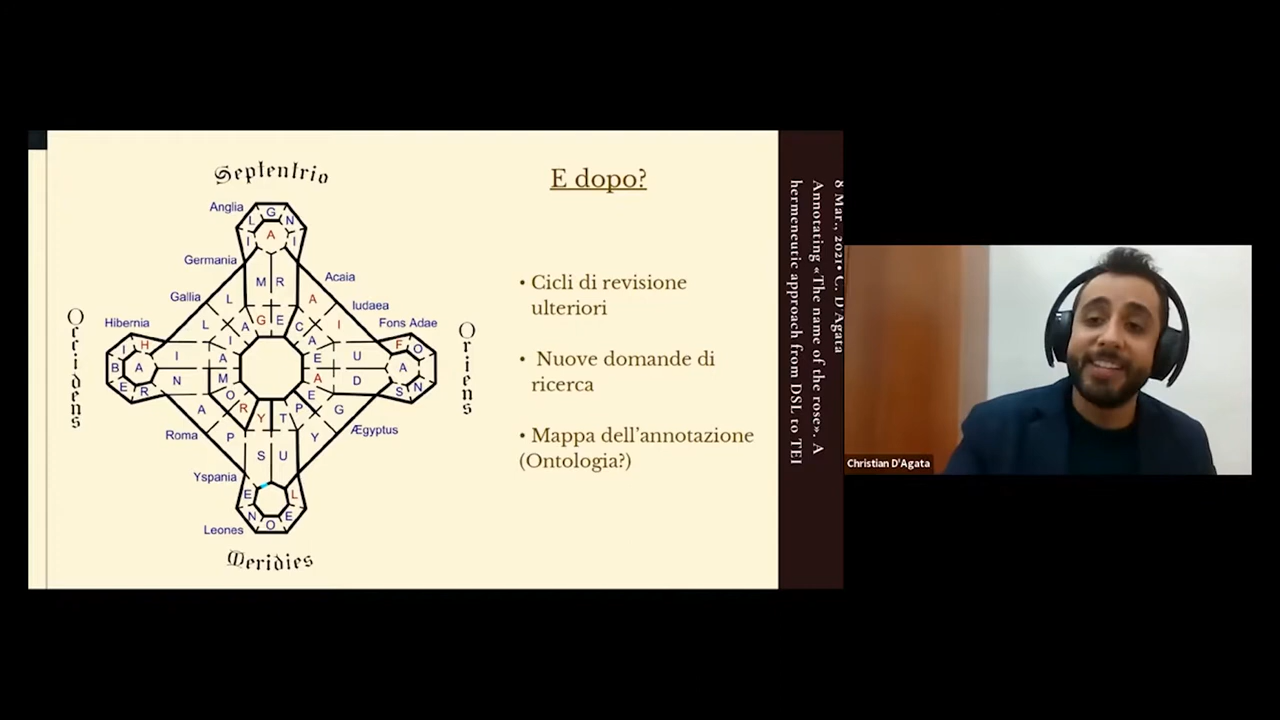 Septentrio
Anglia
Germania
Acaia
Gallia
Iudaea
Hibernia
Fons Adae
Occidens
Oriens
Roma
Ægyptus
Yspania
Leones
Meridies
L G N
I A I
M R
L A
L A G E C I
I H I I A F O
B A A E U A
E R N M A D S N
A O R Y T P E G
P S U Y
E L
N O E
E dopo?
• Cicli di revisione
ulteriori
• Nuove domande di
ricerca
• Mappa dell’annotazione
(Ontologia?)
8 Mar., 2021• C. D'Agata
Annotating «The name of the rose». A
hermeneutic approach from DSL to TEI
Christian D'Agata